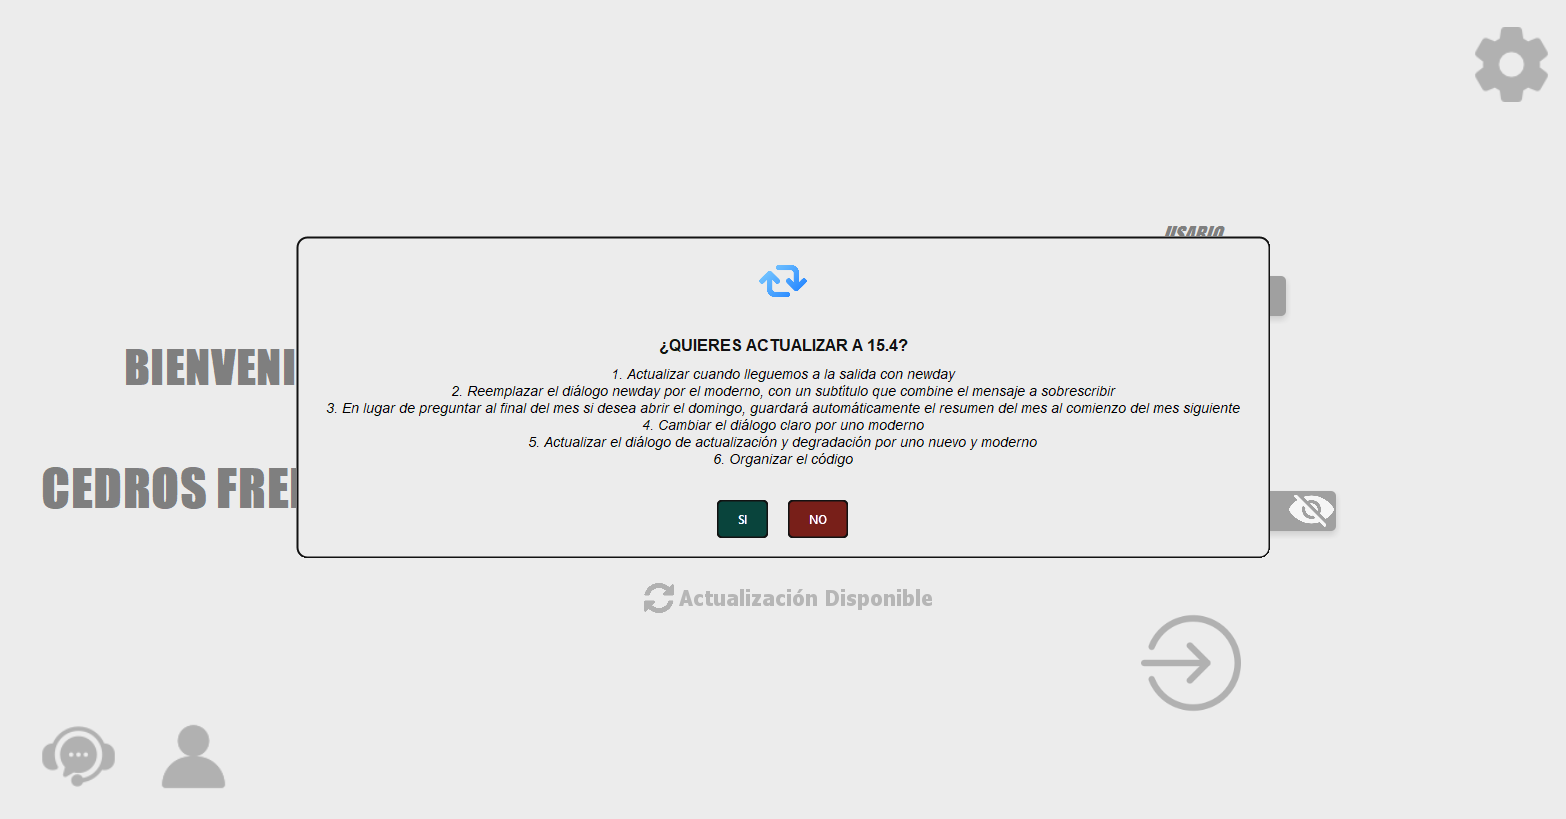 USARIO
¿QUIERES ACTUALIZAR A 15.4?
BIENVENI
1. Actualizar cuando lleguemos a la salida con newday
2. Reemplazar el diálogo newday por el moderno, con un subtítulo que combine el mensaje a sobrescribir
3. En lugar de preguntar al final del mes si desea abrir el domingo, guardará automáticamente el resumen del mes al comienzo del mes siguiente
4. Cambiar el diálogo claro por uno moderno
5. Actualizar el diálogo de actualización y degradación por uno nuevo y moderno
6. Organizar el código
CEDROS FRE
SI
NO
Actualización Disponible